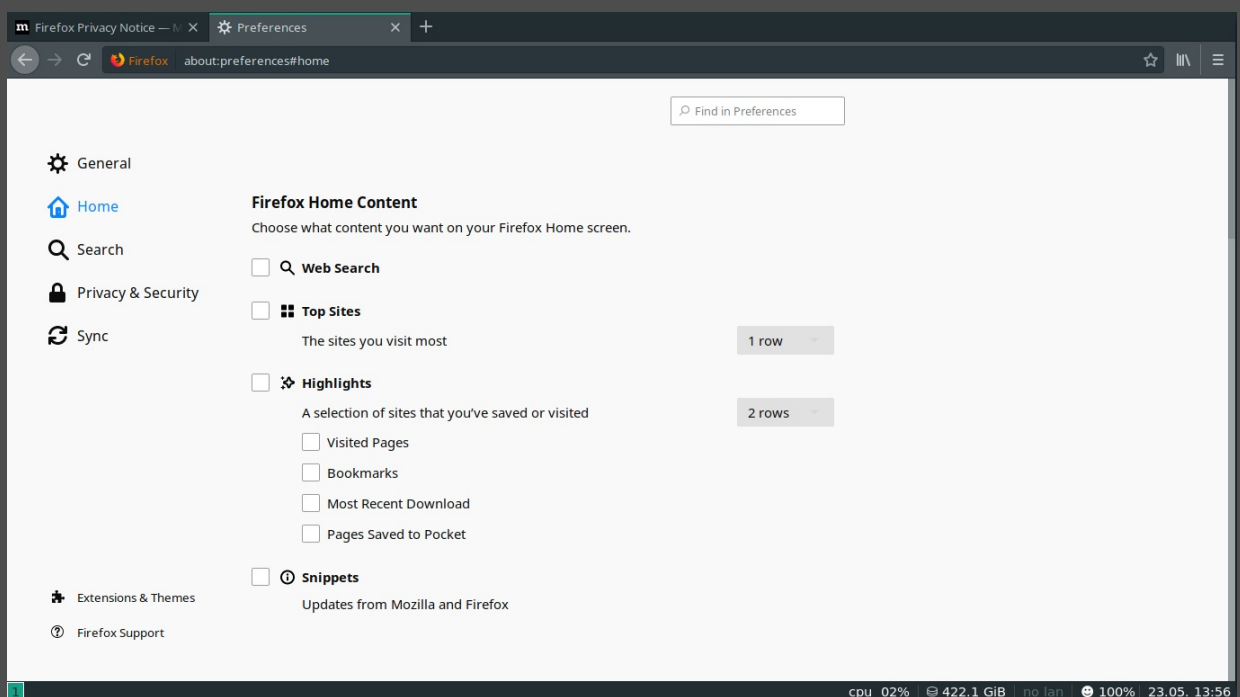 m Firefox Privacy Notice — M
Preferences
Firefox about:preferences#home
Find in Preferences
General
Home
Search
Privacy & Security
Sync
Firefox Home Content
Choose what content you want on your Firefox Home screen.
Web Search
Top Sites
The sites you visit most 1 row
Highlights
A selection of sites that you've saved or visited 2 rows
Visited Pages
Bookmarks
Most Recent Download
Pages Saved to Pocket
Snippets
Updates from Mozilla and Firefox
Extensions & Themes
Firefox Support
1 cpu 02% 422.1 GiB no lan 100% 23.05. 13:56